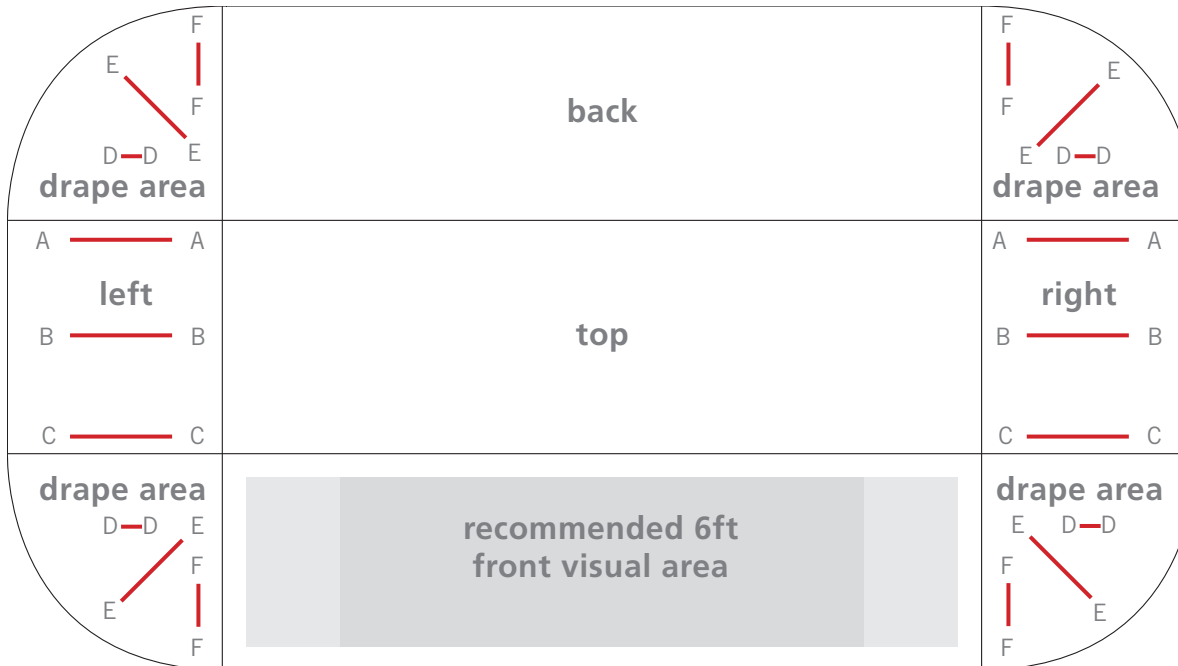 F F
E E
back
F F
D D E E D D
drape area drape area
A A A A
left right
B B top B B
C C C C
drape area drape area
D D E E D D
recommended 6ft
front visual area
F F
E E
F F